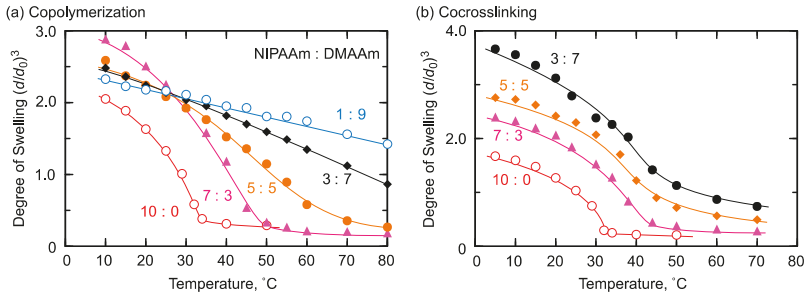 (a) Copolymerization
Degree of Swelling (d/d₀)³
3.0
2.0
1.0
0
NIPAAm : DMAAm
1 : 9
3 : 7
5 : 5
7 : 3
10 : 0
0 10 20 30 40 50 60 70 80
Temperature, ˚C
(b) Cocrosslinking
Degree of Swelling (d/d₀)³
4.0
2.0
0
3 : 7
5 : 5
7 : 3
10 : 0
0 10 20 30 40 50 60 70 80
Temperature, ˚C